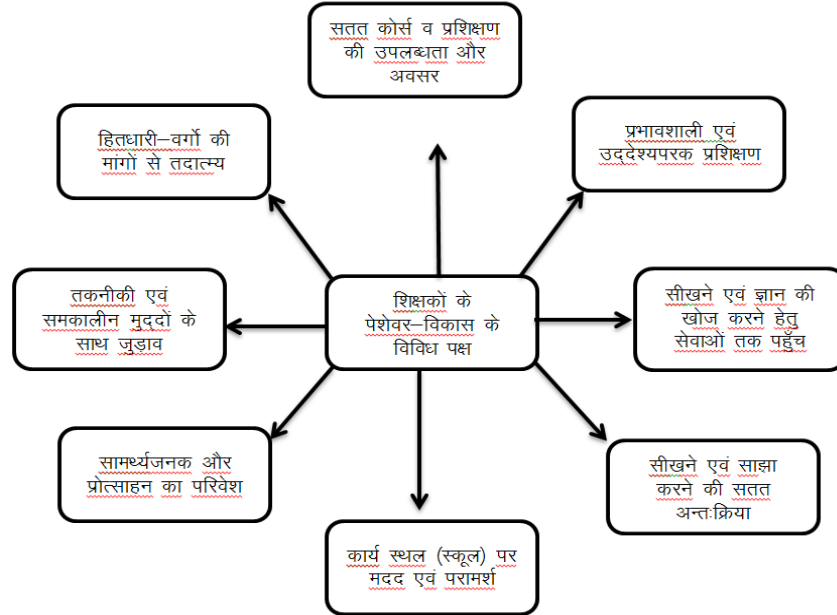 सतत कोर्स व प्रशिक्षण
की उपलब्धता और
अवसर
हितधारी–वर्गो की
मांगों से तदात्म्य
प्रभावशाली एवं
उद्देश्यपरक प्रशिक्षण
तकनीकी एवं
समकालीन मुद्दों के
साथ जुड़ाव
शिक्षकों के
पेशेवर–विकास के
विविध पक्ष
सीखने एवं ज्ञान की
खोज करने हेतु
सेवाओं तक पहुँच
सामर्थ्यजनक और
प्रोत्साहन का परिवेश
सीखने एवं साझा
करने की सतत
अन्तःक्रिया
कार्य स्थल (स्कूल) पर
मदद एवं परामर्श